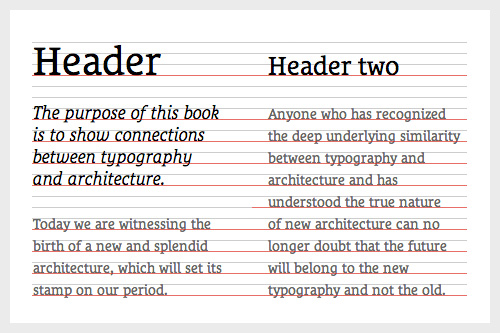 Header
The purpose of this book
is to show connections
between typography
and architecture.
Today we are witnessing the
birth of a new and splendid
architecture, which will set its
stamp on our period.
Header two
Anyone who has recognized
the deep underlying similarity
between typography and
architecture and has
understood the true nature
of new architecture can no
longer doubt that the future
will belong to the new
typography and not the old.